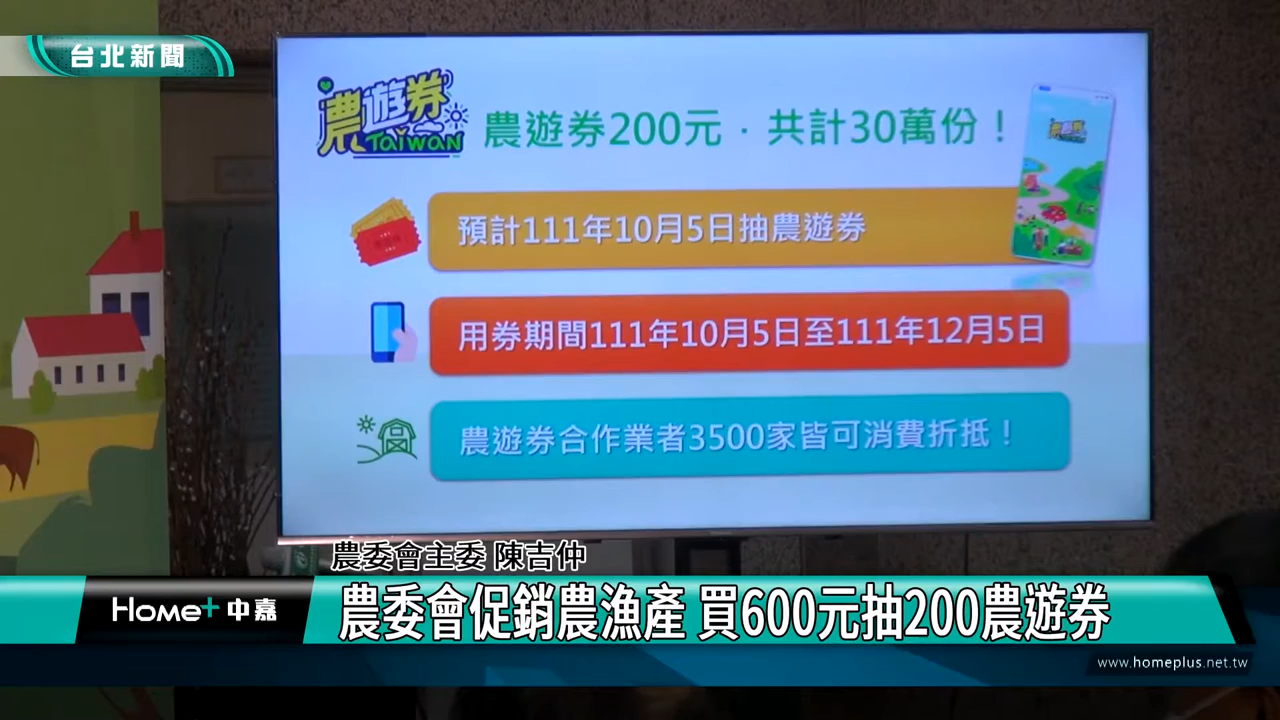 台北新聞
農遊券
TAIWAN
農遊券200元．共計30萬份！
預計111年10月5日抽農遊券
用券期間111年10月5日至111年12月5日
農遊券合作業者3500家皆可消費折抵！
農委會主委 陳吉仲
Home+中嘉
農委會促銷農漁產 買600元抽200農遊券
www.homeplus.net.tw